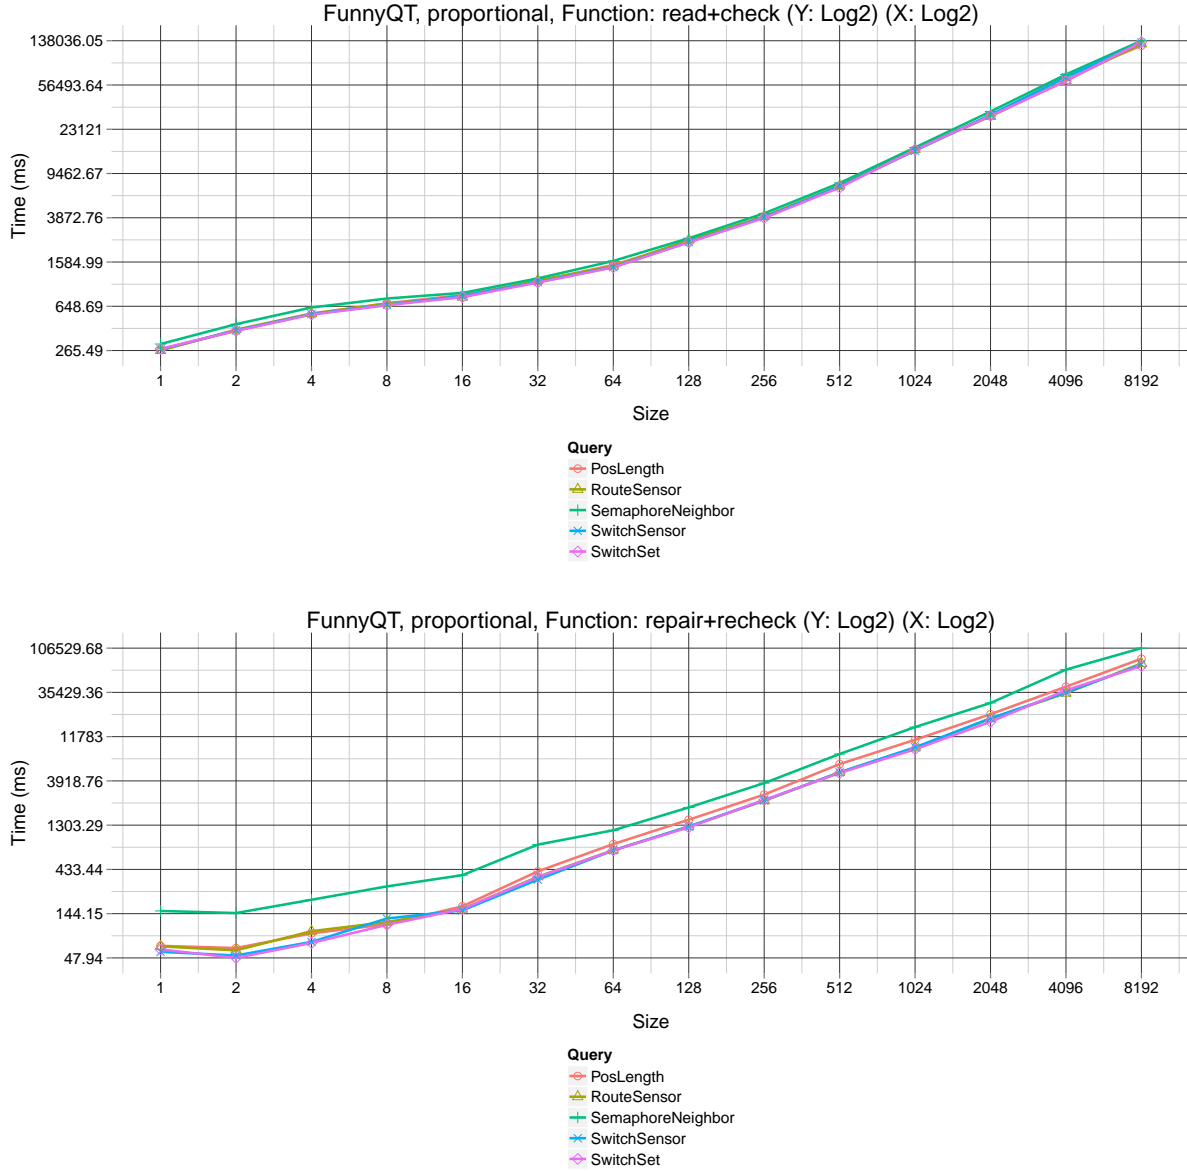 FunnyQT, proportional, Function: read+check (Y: Log2) (X: Log2)
Time (ms)
138036.05
56493.64
23121
9462.67
3872.76
1584.99
648.69
265.49
1 2 4 8 16 32 64 128 256 512 1024 2048 4096 8192
Size
Query
PosLength
RouteSensor
SemaphoreNeighbor
SwitchSensor
SwitchSet
FunnyQT, proportional, Function: repair+recheck (Y: Log2) (X: Log2)
Time (ms)
106529.68
35429.36
11783
3918.76
1303.29
433.44
144.15
47.94
1 2 4 8 16 32 64 128 256 512 1024 2048 4096 8192
Size
Query
PosLength
RouteSensor
SemaphoreNeighbor
SwitchSensor
SwitchSet